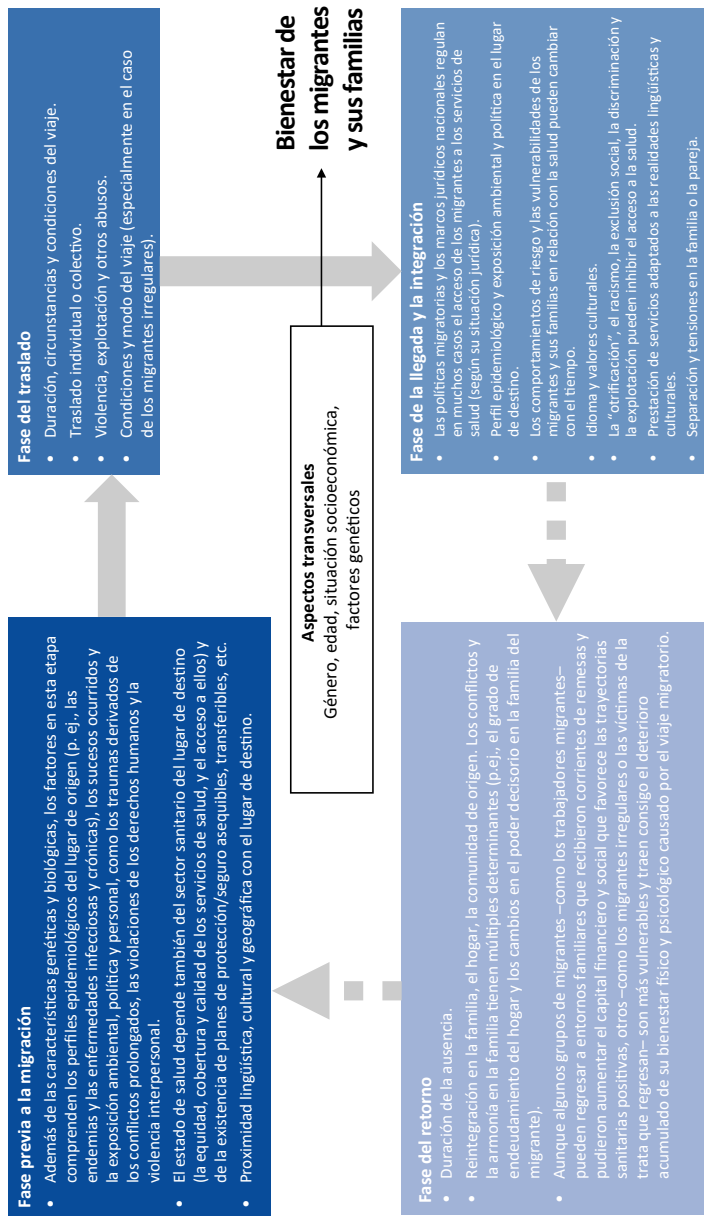 Fase previa a la migración
• Además de las características genéticas y biológicas, los factores en esta etapa
comprenden los perfiles epidemiológicos del lugar de origen (p. ej., las
endemias y las enfermedades infecciosas y crónicas), los sucesos ocurridos y
la exposición ambiental, política y personal, como los traumas derivados de
los conflictos prolongados, las violaciones de los derechos humanos y la
violencia interpersonal.
• El estado de salud depende también del sector sanitario del lugar de destino
(la equidad, cobertura y calidad de los servicios de salud, y el acceso a ellos) y
de la existencia de planes de protección/seguro asequibles, transferibles, etc.
• Proximidad lingüística, cultural y geográfica con el lugar de destino.
Fase del traslado
• Duración, circunstancias y condiciones del viaje.
• Traslado individual o colectivo.
• Violencia, explotación y otros abusos.
• Condiciones y modo del viaje (especialmente en el caso
de los migrantes irregulares).
Aspectos transversales
Género, edad, situación socioeconómica,
factores genéticos
Bienestar de
los migrantes
y sus familias
Fase del retorno
• Duración de la ausencia.
• Reintegración en la familia, el hogar, la comunidad de origen. Los conflictos y
la armonía en la familia tienen múltiples determinantes (p.ej., el grado de
endeudamiento del hogar y los cambios en el poder decisorio en la familia del
migrante).
• Aunque algunos grupos de migrantes –como los trabajadores migrantes–
pueden regresar a entornos familiares que recibieron corrientes de remesas y
pudieron aumentar el capital financiero y social que favorece las trayectorias
sanitarias positivas, otros –como los migrantes irregulares o las víctimas de la
trata que regresan– son más vulnerables y traen consigo el deterioro
acumulado de su bienestar físico y psicológico causado por el viaje migratorio.
Fase de la llegada y la integración
• Las políticas migratorias y los marcos jurídicos nacionales regulan
en muchos casos el acceso de los migrantes a los servicios de
salud (según su situación jurídica).
• Perfil epidemiológico y exposición ambiental y política en el lugar
de destino.
• Los comportamientos de riesgo y las vulnerabilidades de los
migrantes y sus familias en relación con la salud pueden cambiar
con el tiempo.
• Idioma y valores culturales.
• La "otrificación", el racismo, la exclusión social, la discriminación y
la explotación pueden inhibir el acceso a la salud.
• Prestación de servicios adaptados a las realidades lingüísticas y
culturales.
• Separación y tensiones en la familia o la pareja.